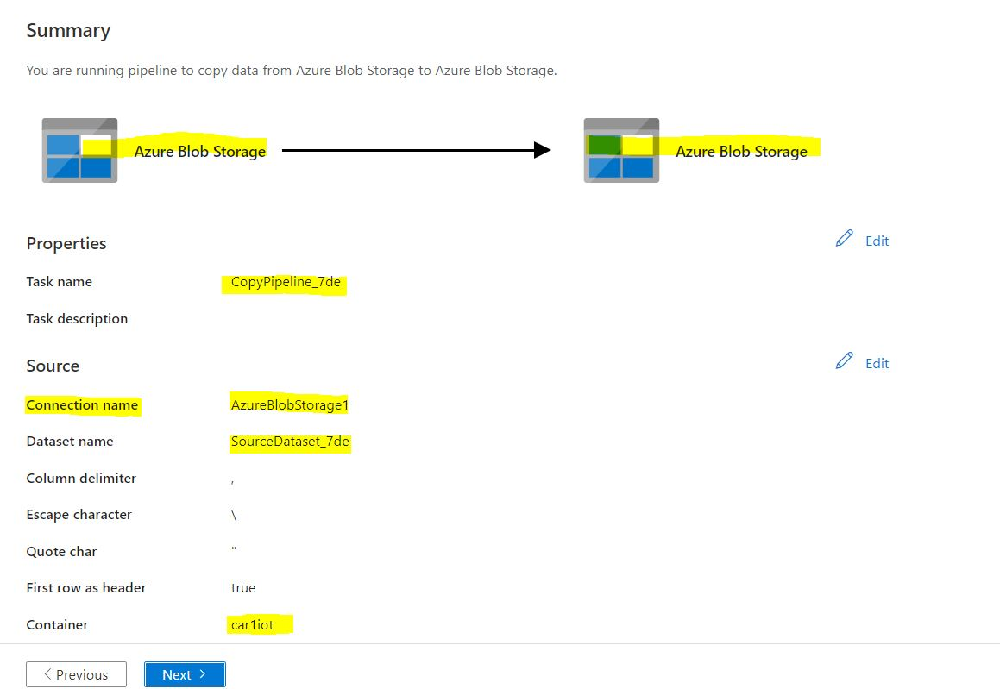 Summary
You are running pipeline to copy data from Azure Blob Storage to Azure Blob Storage.
Azure Blob Storage Azure Blob Storage
Properties Edit
Task name CopyPipeline_7de
Task description
Source Edit
Connection name AzureBlobStorage1
Dataset name SourceDataset_7de
Column delimiter ,
Escape character \
Quote char "
First row as header true
Container car1iot
Previous Next